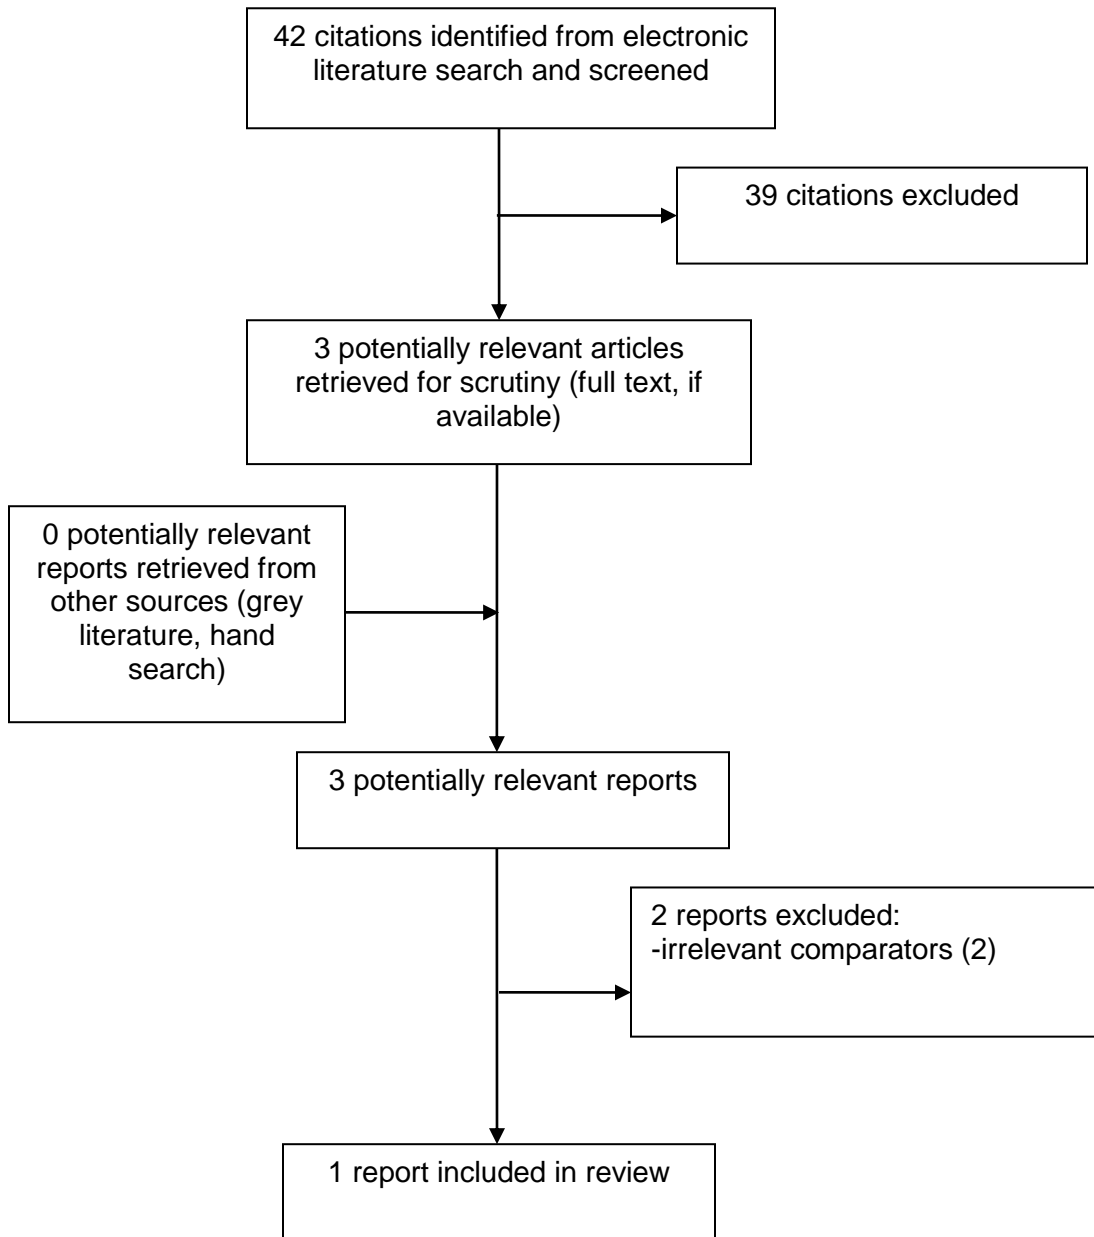 42 citations identified from electronic
literature search and screened
39 citations excluded
3 potentially relevant articles
retrieved for scrutiny (full text, if
available)
0 potentially relevant
reports retrieved from
other sources (grey
literature, hand
search)
3 potentially relevant reports
2 reports excluded:
-irrelevant comparators (2)
1 report included in review